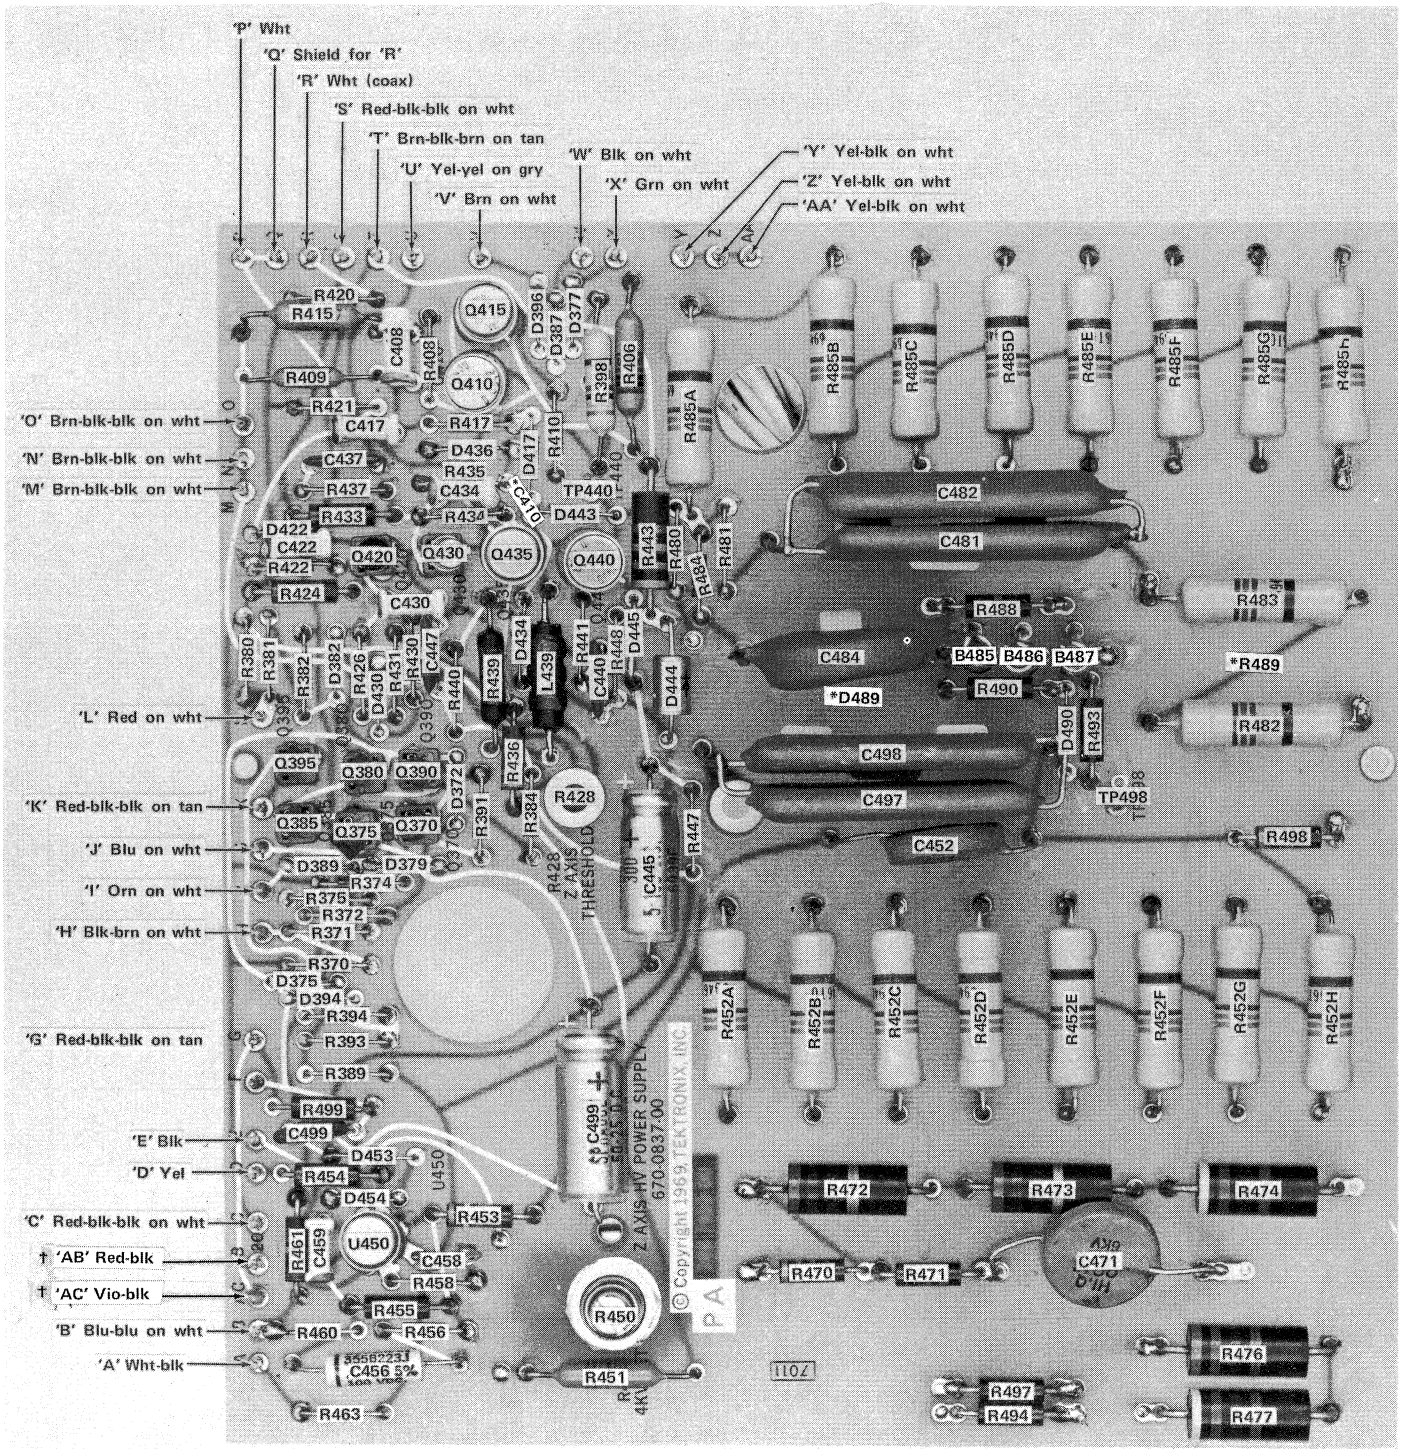 'P' Wht
'Q' Shield for 'R'
'R' Wht (coax)
'S' Red-blk-blk on wht
'T' Brn-blk-brn on tan
'U' Yel-yel on gry
'V' Brn on wht
'W' Blk on wht
'X' Grn on wht
'Y' Yel-blk on wht
'Z' Yel-blk on wht
'AA' Yel-blk on wht
Y
Z
AA
R420
R415
C408
R408
Q415
D396
D387
D377
R398
R406
R485A
R485B
R485C
R485D
R485E
R485F
R485G
R485H
R409
Q410
R421
C417
R417
D417
R410
'O' Brn-blk-blk on wht
O
'N' Brn-blk-blk on wht
N
'M' Brn-blk-blk on wht
M
C437
D436
R435
R437
C434
*C410
TP440
R433
R434
D443
R443
R480
R484
R481
C482
C481
D422
C422
R422
Q420
Q430
Q435
Q440
R424
C430
R488
R483
R380
R381
R382
D382
R426
D430
R431
R430
C447
R440
R439
D434
L439
R441
C440
R448
D445
D444
C484
B485
B486
B487
*R489
*D489
R490
D490
R493
R482
'L' Red on wht
Q395
Q380
Q390
D372
R391
R436
R384
R428
C498
C497
TP498
'K' Red-blk-blk on tan
Q385
Q375
Q370
R428
Z AXIS
THRESHOLD
C445
R447
C452
R498
'J' Blu on wht
D389
D379
R374
'I' Orn on wht
R375
R372
'H' Blk-brn on wht
R371
R370
D375
D394
R394
R452A
R452B
R452C
R452D
R452E
R452F
R452G
R452H
'G' Red-blk-blk on tan
G
R393
R389
R499
C499
C499
Z AXIS HV POWER SUPPLY
670-0837-00
© Copyright 1969, TEKTRONIX, INC.
PA
'E' Blk
D453
'D' Yel
R454
D454
U450
R453
R472
R473
R474
'C' Red-blk-blk on wht
R461
C459
U450
C458
R458
† 'AB' Red-blk
† 'AC' Vio-blk
R470
R471
C471
R455
R450
'B' Blu-blu on wht
R460
R456
'A' Wht-blk
C456 5%
R451
4KV
7011
R476
R497
R494
R477
R463